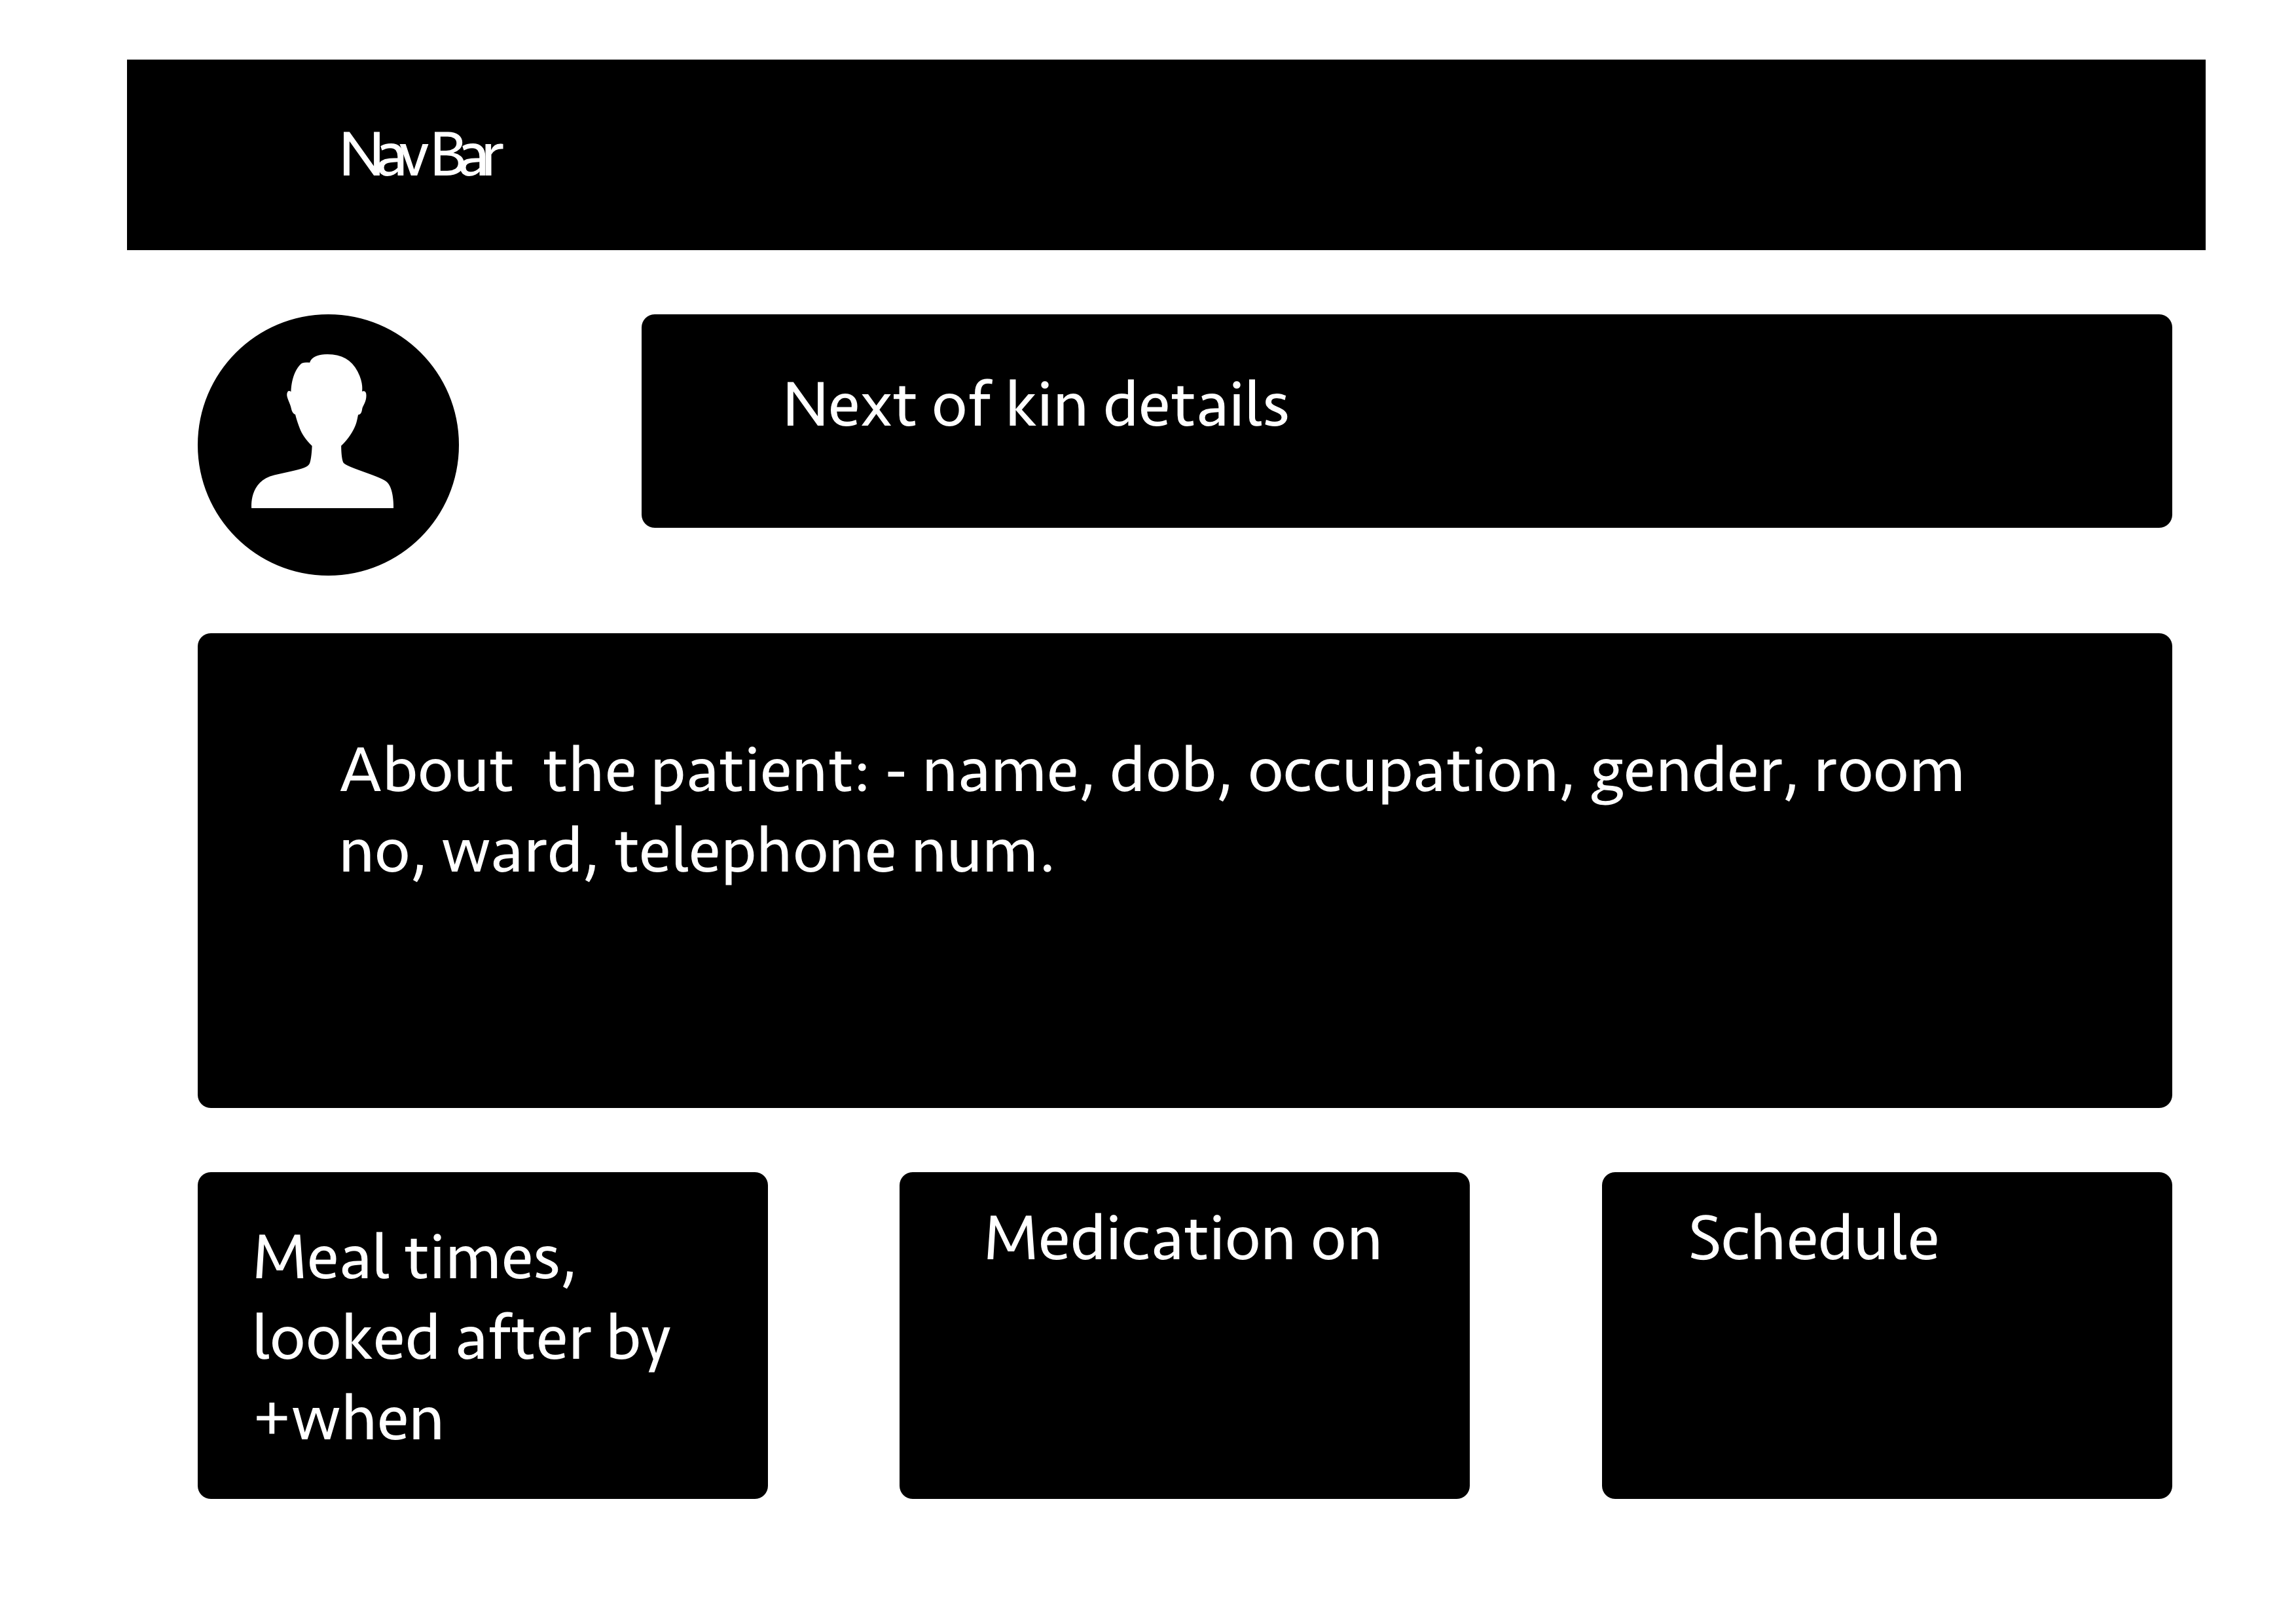 Nav Bar
Next of kin details
About  the patient: - name, dob, occupation, gender, room
no, ward, telephone num.
Meal times,
looked after by
+when
Medication on
Schedule